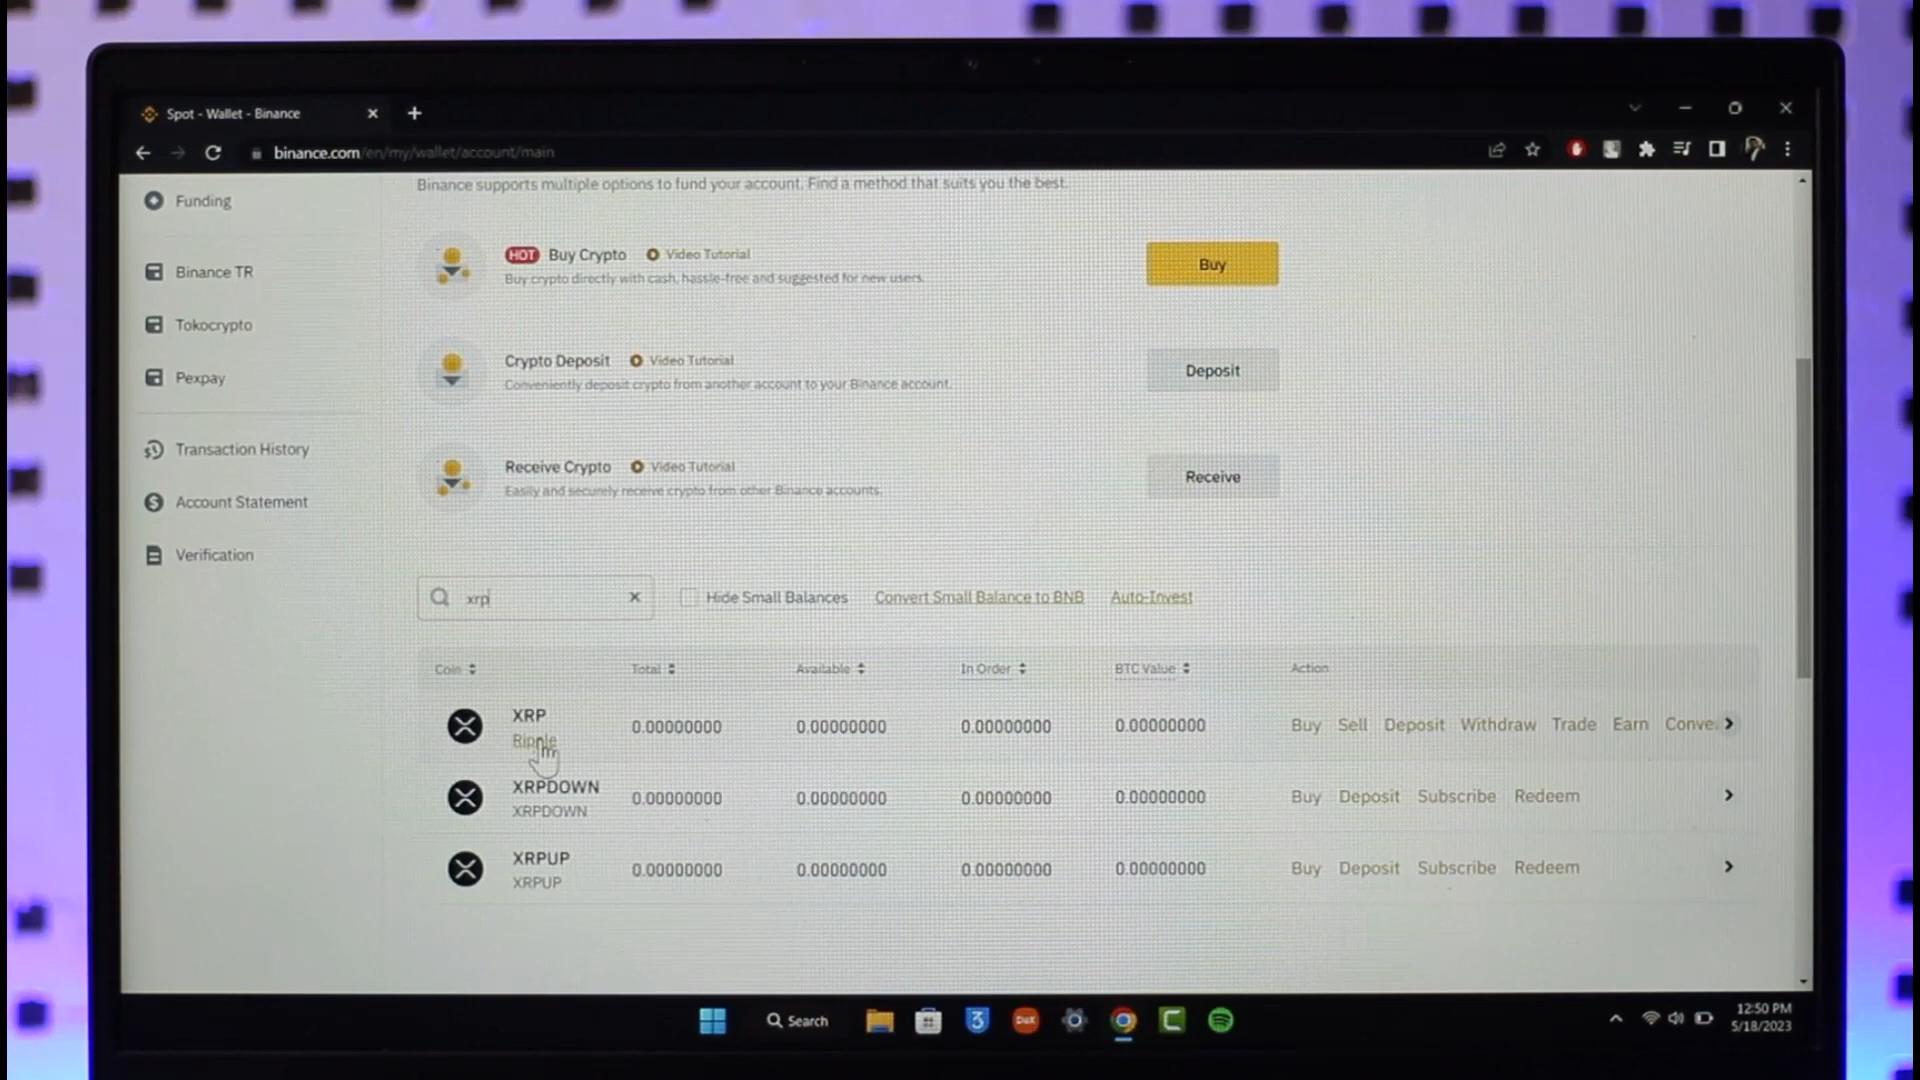 Spot - Wallet - Binance
binance.com/en/my/wallet/account/main
Funding
Binance TR
Tokocrypto
Pexpay
Transaction History
Account Statement
Verification
Binance supports multiple options to fund your account. Find a method that suits you the best.
HOT Buy Crypto Video Tutorial
Buy crypto directly with cash, hassle-free and suggested for new users.
Buy
Crypto Deposit Video Tutorial
Conveniently deposit crypto from another account to your Binance account.
Deposit
Receive Crypto Video Tutorial
Easily and securely receive crypto from other Binance accounts.
Receive
xrp Hide Small Balances Convert Small Balance to BNB Auto-Invest
Coin Total Available In Order BTC Value Action
XRP
Ripple
0.00000000 0.00000000 0.00000000 0.00000000 Buy Sell Deposit Withdraw Trade Earn Conve
XRPDOWN
XRPDOWN
0.00000000 0.00000000 0.00000000 0.00000000 Buy Deposit Subscribe Redeem
XRPUP
XRPUP
0.00000000 0.00000000 0.00000000 0.00000000 Buy Deposit Subscribe Redeem
Search
3
DeX
12:50 PM
5/18/2023